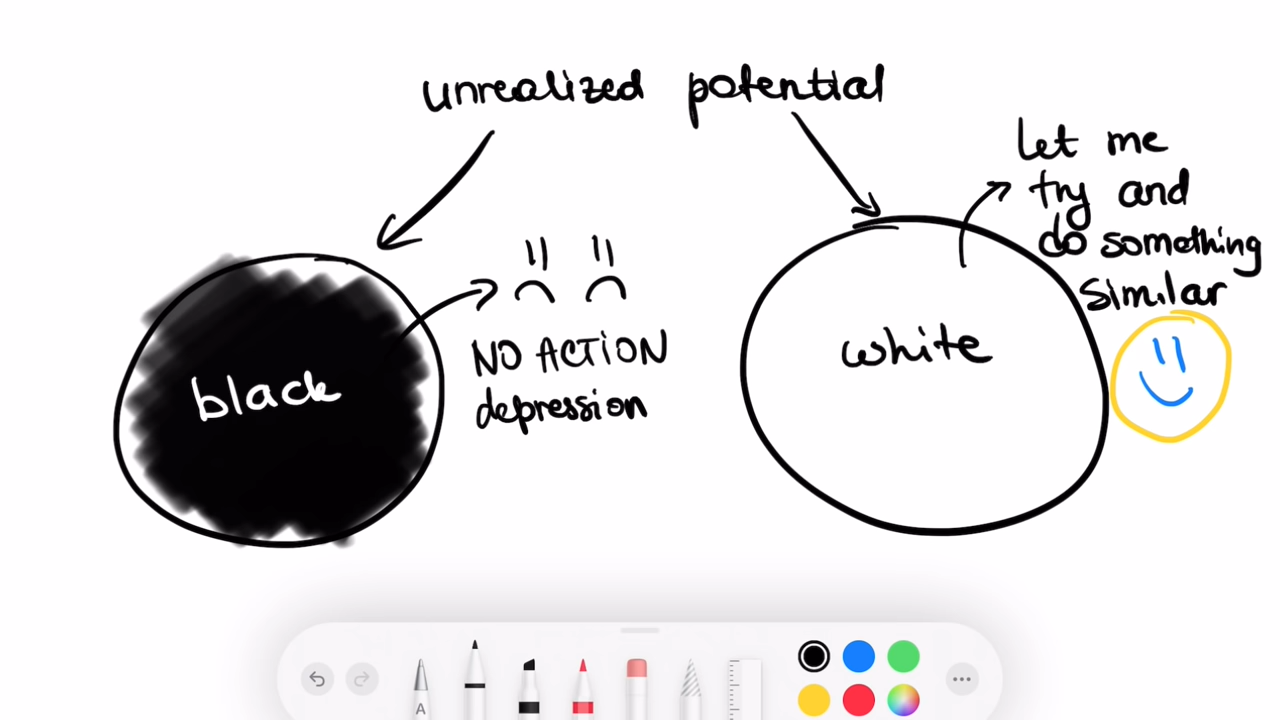 unrealized potential
let me
try and
do something
similar
white
black
NO ACTION
depression
A